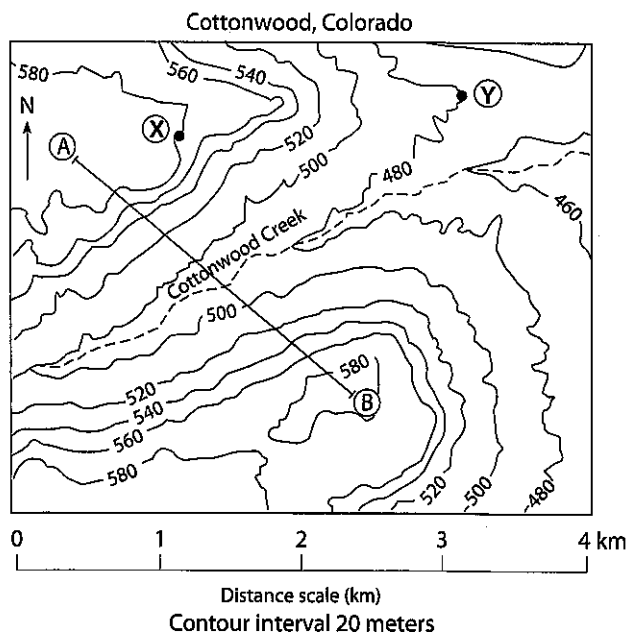 Cottonwood, Colorado
580
560
540
N
A
X
Y
520
500
480
460
Cottonwood Creek
500
580
B
520
540
560
580
520
500
480
0 1 2 3 4 km
Distance scale (km)
Contour interval 20 meters